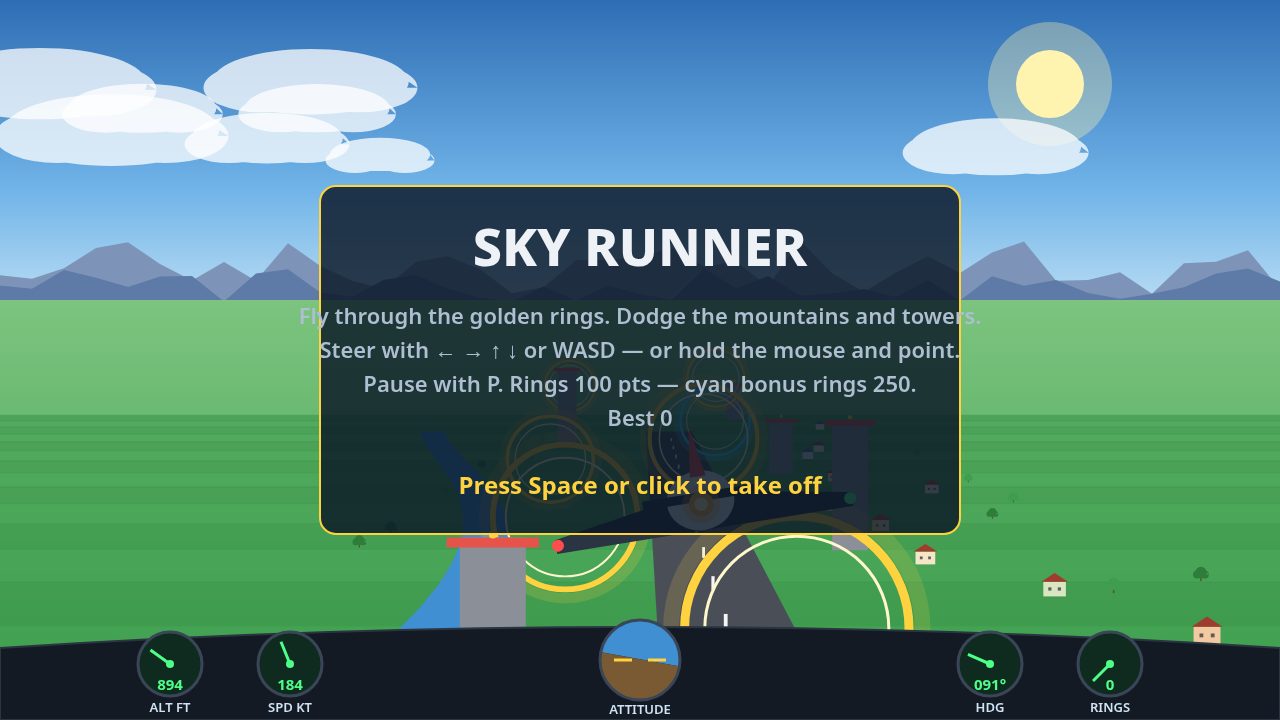 SKY RUNNER
Fly through the golden rings. Dodge the mountains and towers.
Steer with ← → ↑ ↓ or WASD — or hold the mouse and point.
Pause with P. Rings 100 pts — cyan bonus rings 250.
Best 0
Press Space or click to take off
894
184
091°
0
ALT FT
SPD KT
ATTITUDE
HDG
RINGS